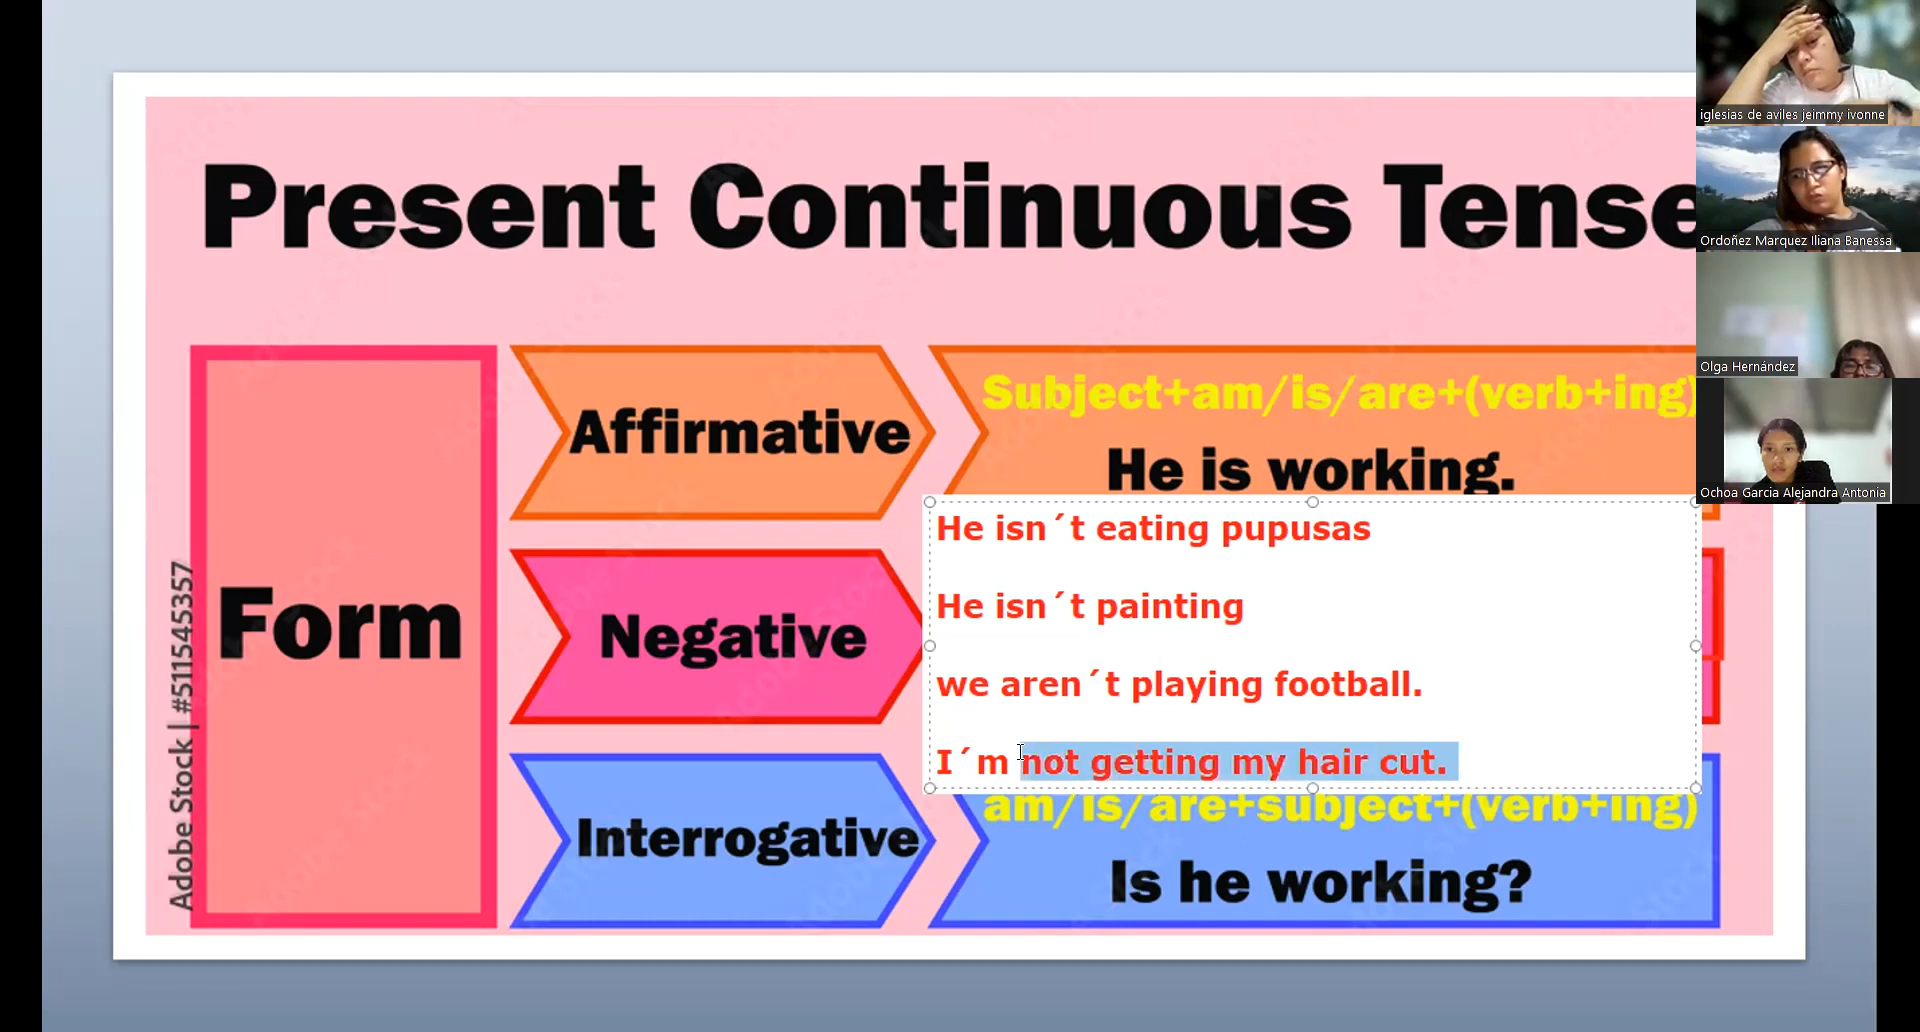 Present Continuous Tense
Form
Affirmative
Subject+am/is/are+(verb+ing)
He is working.
Negative
He isn´t eating pupusas
He isn´t painting
we aren´t playing football.
I´m not getting my hair cut.
Interrogative
am/is/are+subject+(verb+ing)
Is he working?
Adobe Stock | #511545357
iglesias de aviles jeimmy ivonne
Ordoñez Marquez Iliana Banessa
Olga Hernández
Ochoa Garcia Alejandra Antonia